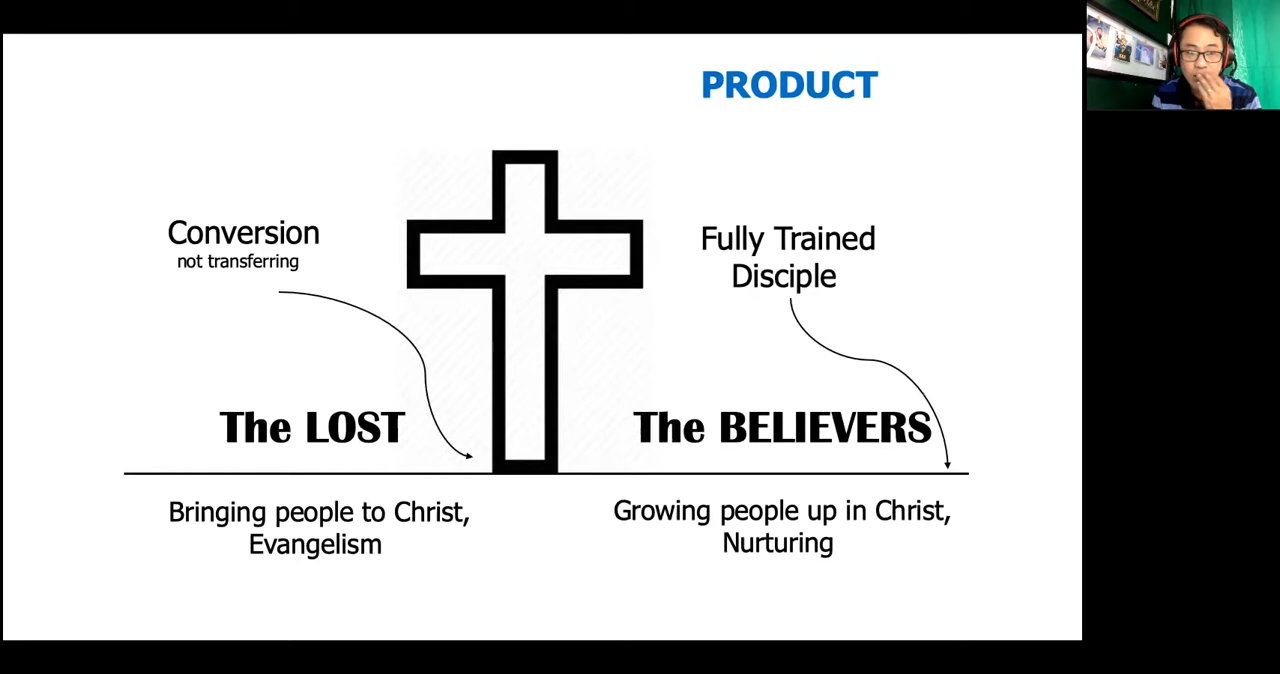 PRODUCT
Conversion
not transferring
Fully Trained
Disciple
The LOST
The BELIEVERS
Bringing people to Christ,
Evangelism
Growing people up in Christ,
Nurturing